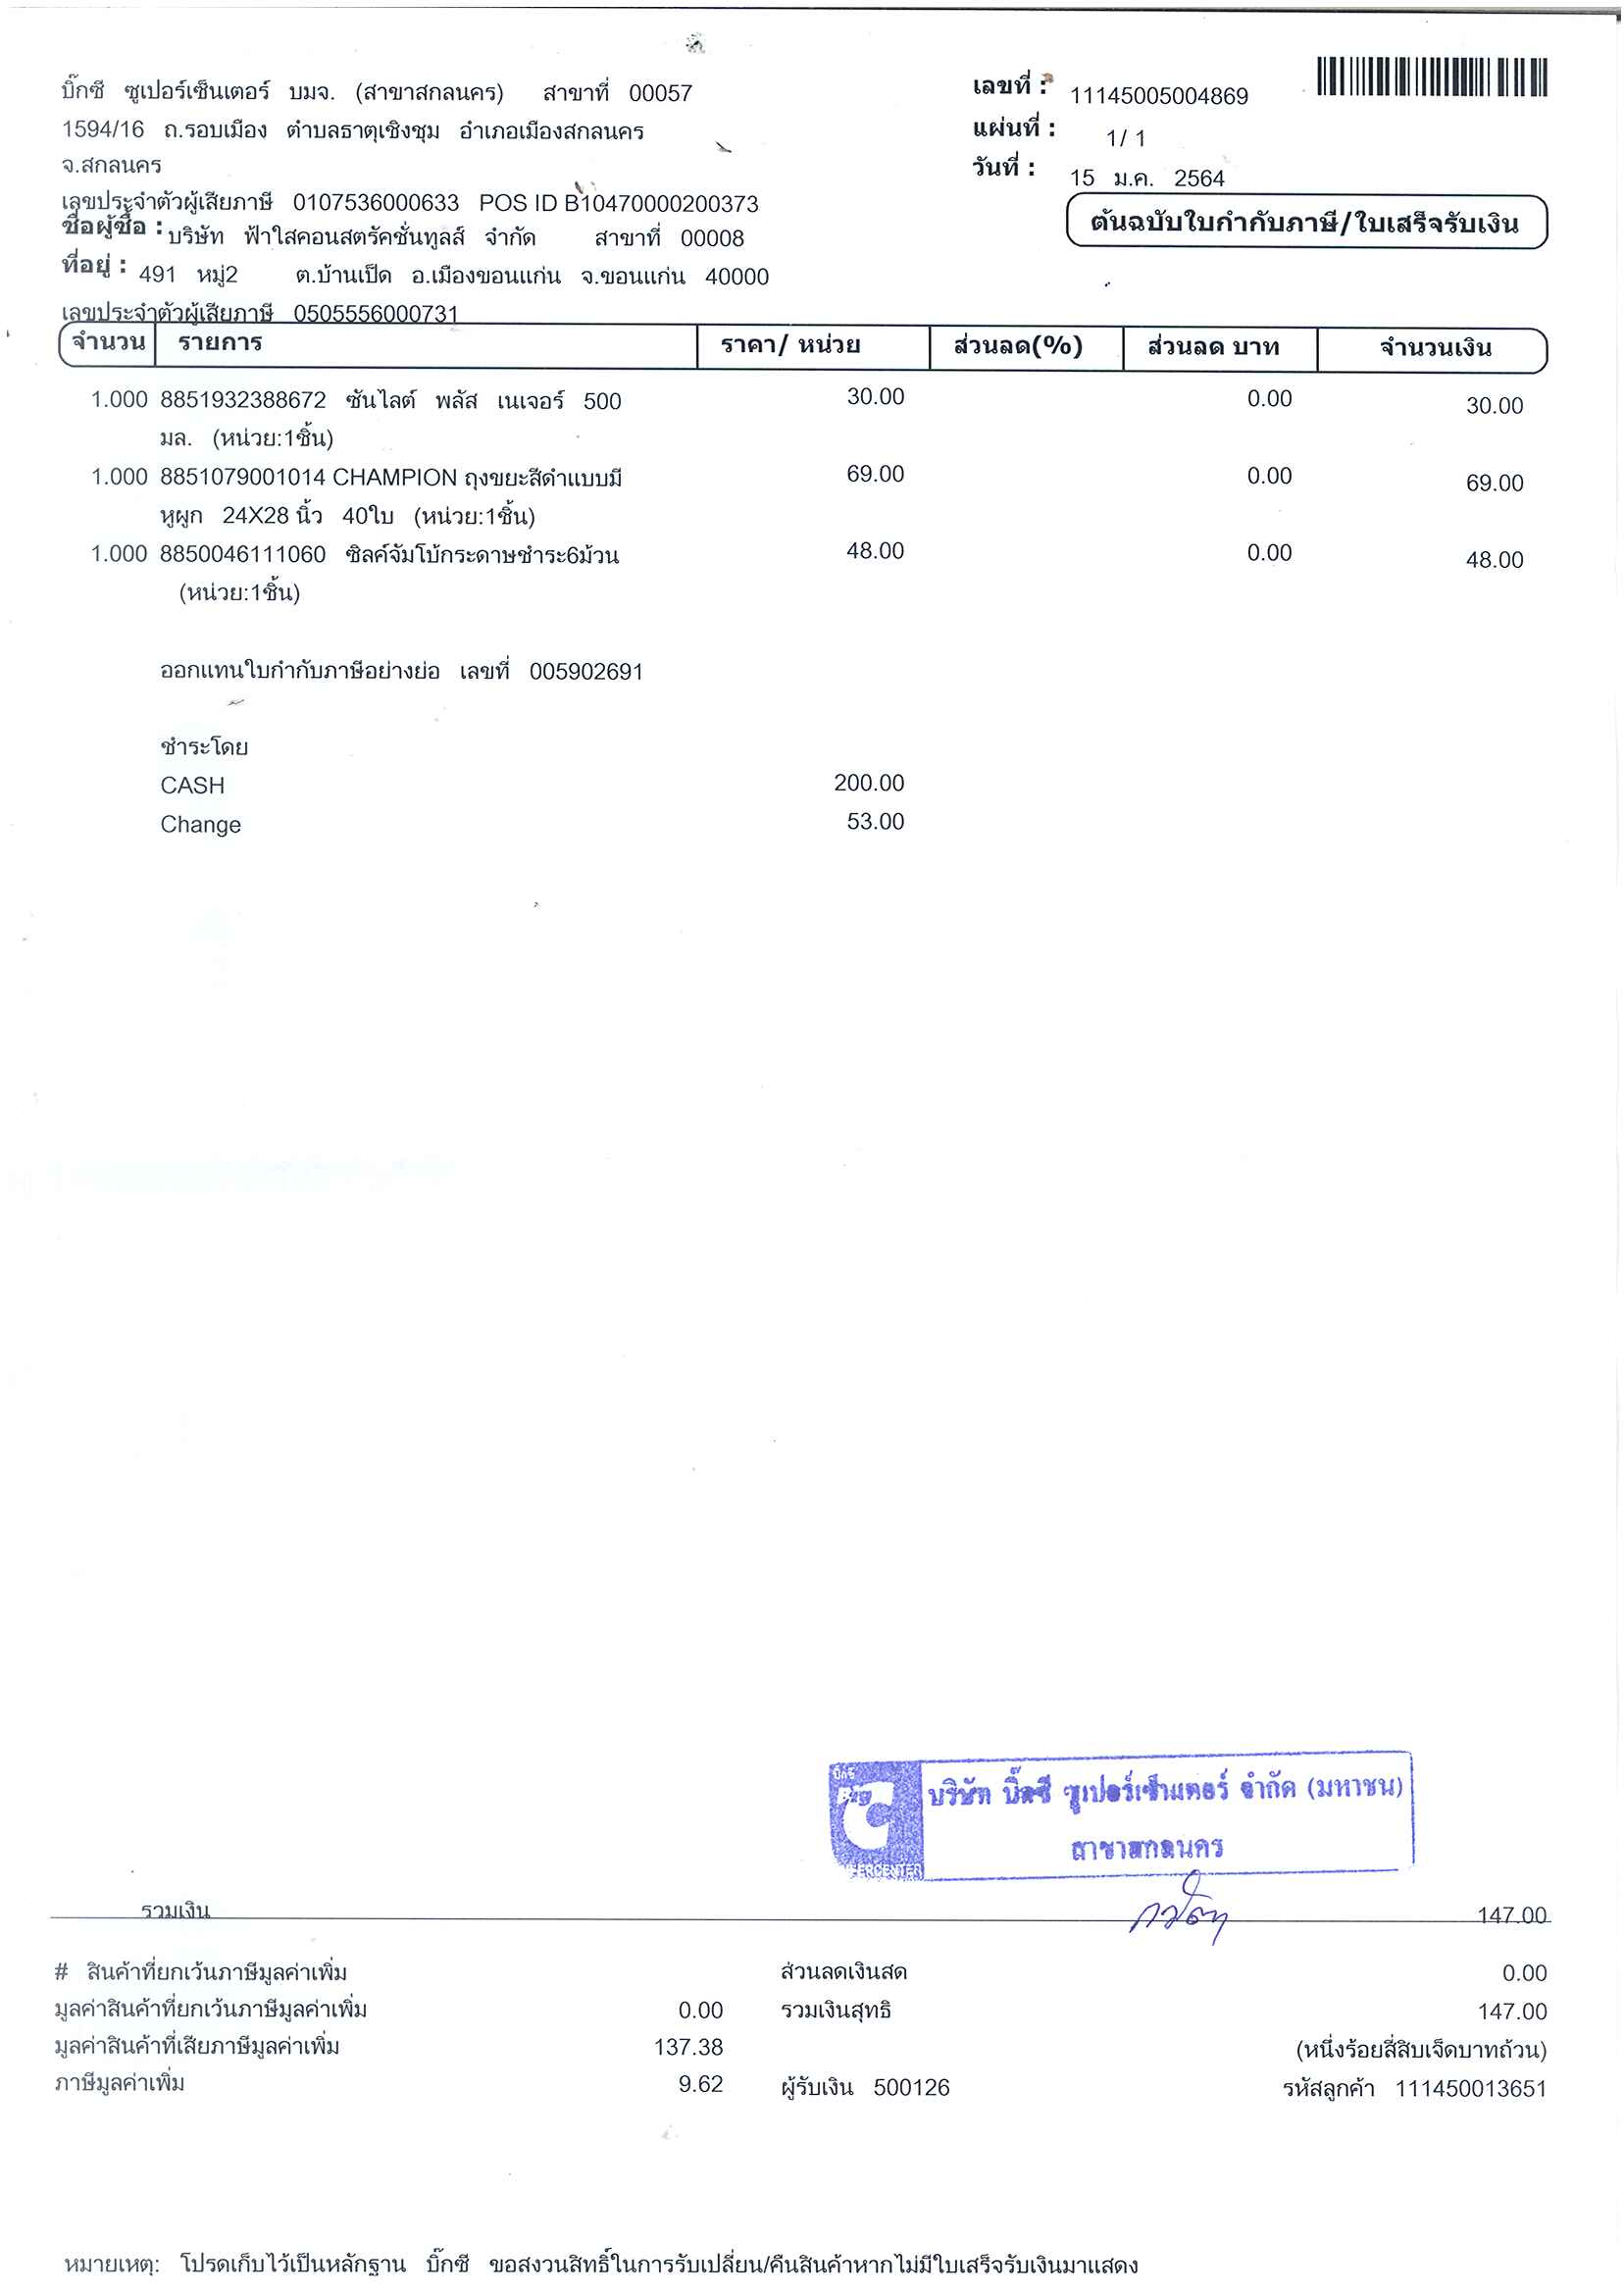 บิ๊กซี ซูเปอร์เซ็นเตอร์ บมจ. (สาขาสกลนคร) สาขาที่ 00057
1594/16 ถ.รอบเมือง ตำบลธาตุเชิงชุม อำเภอเมืองสกลนคร
จ.สกลนคร
เลขประจำตัวผู้เสียภาษี 0107536000633 POS ID B10470000200373
เลขที่ : 11145005004869
แผ่นที่ : 1/ 1
วันที่ : 15 ม.ค. 2564
ต้นฉบับใบกำกับภาษี/ใบเสร็จรับเงิน
ชื่อผู้ซื้อ : บริษัท ฟ้าใสคอนสตรัคชั่นทูลส์ จำกัด สาขาที่ 00008
ที่อยู่ : 491 หมู่2 ต.บ้านเป็ด อ.เมืองขอนแก่น จ.ขอนแก่น 40000
เลขประจำตัวผู้เสียภาษี 0505556000731
จำนวน รายการ ราคา/ หน่วย ส่วนลด(%) ส่วนลด บาท จำนวนเงิน
1.000 8851932388672 ซันไลต์ พลัส เนเจอร์ 500 30.00 0.00 30.00
มล. (หน่วย:1ชิ้น)
1.000 8851079001014 CHAMPION ถุงขยะสีดำแบบมี 69.00 0.00 69.00
หูผูก 24X28 นิ้ว 40ใบ (หน่วย:1ชิ้น)
1.000 8850046111060 ซิลค์จัมโบ้กระดาษชำระ6ม้วน 48.00 0.00 48.00
(หน่วย:1ชิ้น)
ออกแทนใบกำกับภาษีอย่างย่อ เลขที่ 005902691
ชำระโดย
CASH 200.00
Change 53.00
บิ๊กซี
Big C
บริษัท บิ๊กซี ซูเปอร์เซ็นเตอร์ จำกัด (มหาชน)
สาขาสกลนคร
รวมเงิน 147.00
# สินค้าที่ยกเว้นภาษีมูลค่าเพิ่ม ส่วนลดเงินสด 0.00
มูลค่าสินค้าที่ยกเว้นภาษีมูลค่าเพิ่ม 0.00 รวมเงินสุทธิ 147.00
มูลค่าสินค้าที่เสียภาษีมูลค่าเพิ่ม 137.38 (หนึ่งร้อยสี่สิบเจ็ดบาทถ้วน)
ภาษีมูลค่าเพิ่ม 9.62 ผู้รับเงิน 500126 รหัสลูกค้า 111450013651
หมายเหตุ: โปรดเก็บไว้เป็นหลักฐาน บิ๊กซี ขอสงวนสิทธิ์ในการรับเปลี่ยน/คืนสินค้าหากไม่มีใบเสร็จรับเงินมาแสดง